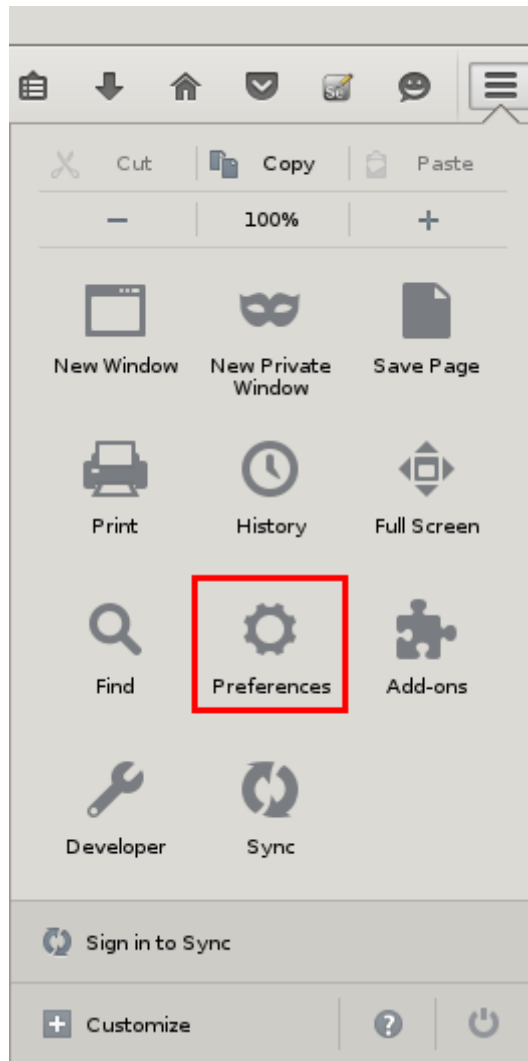 Cut Copy Paste
100%
New Window New Private Window Save Page
Print History Full Screen
Find Preferences Add-ons
Developer Sync
Sign in to Sync
Customize